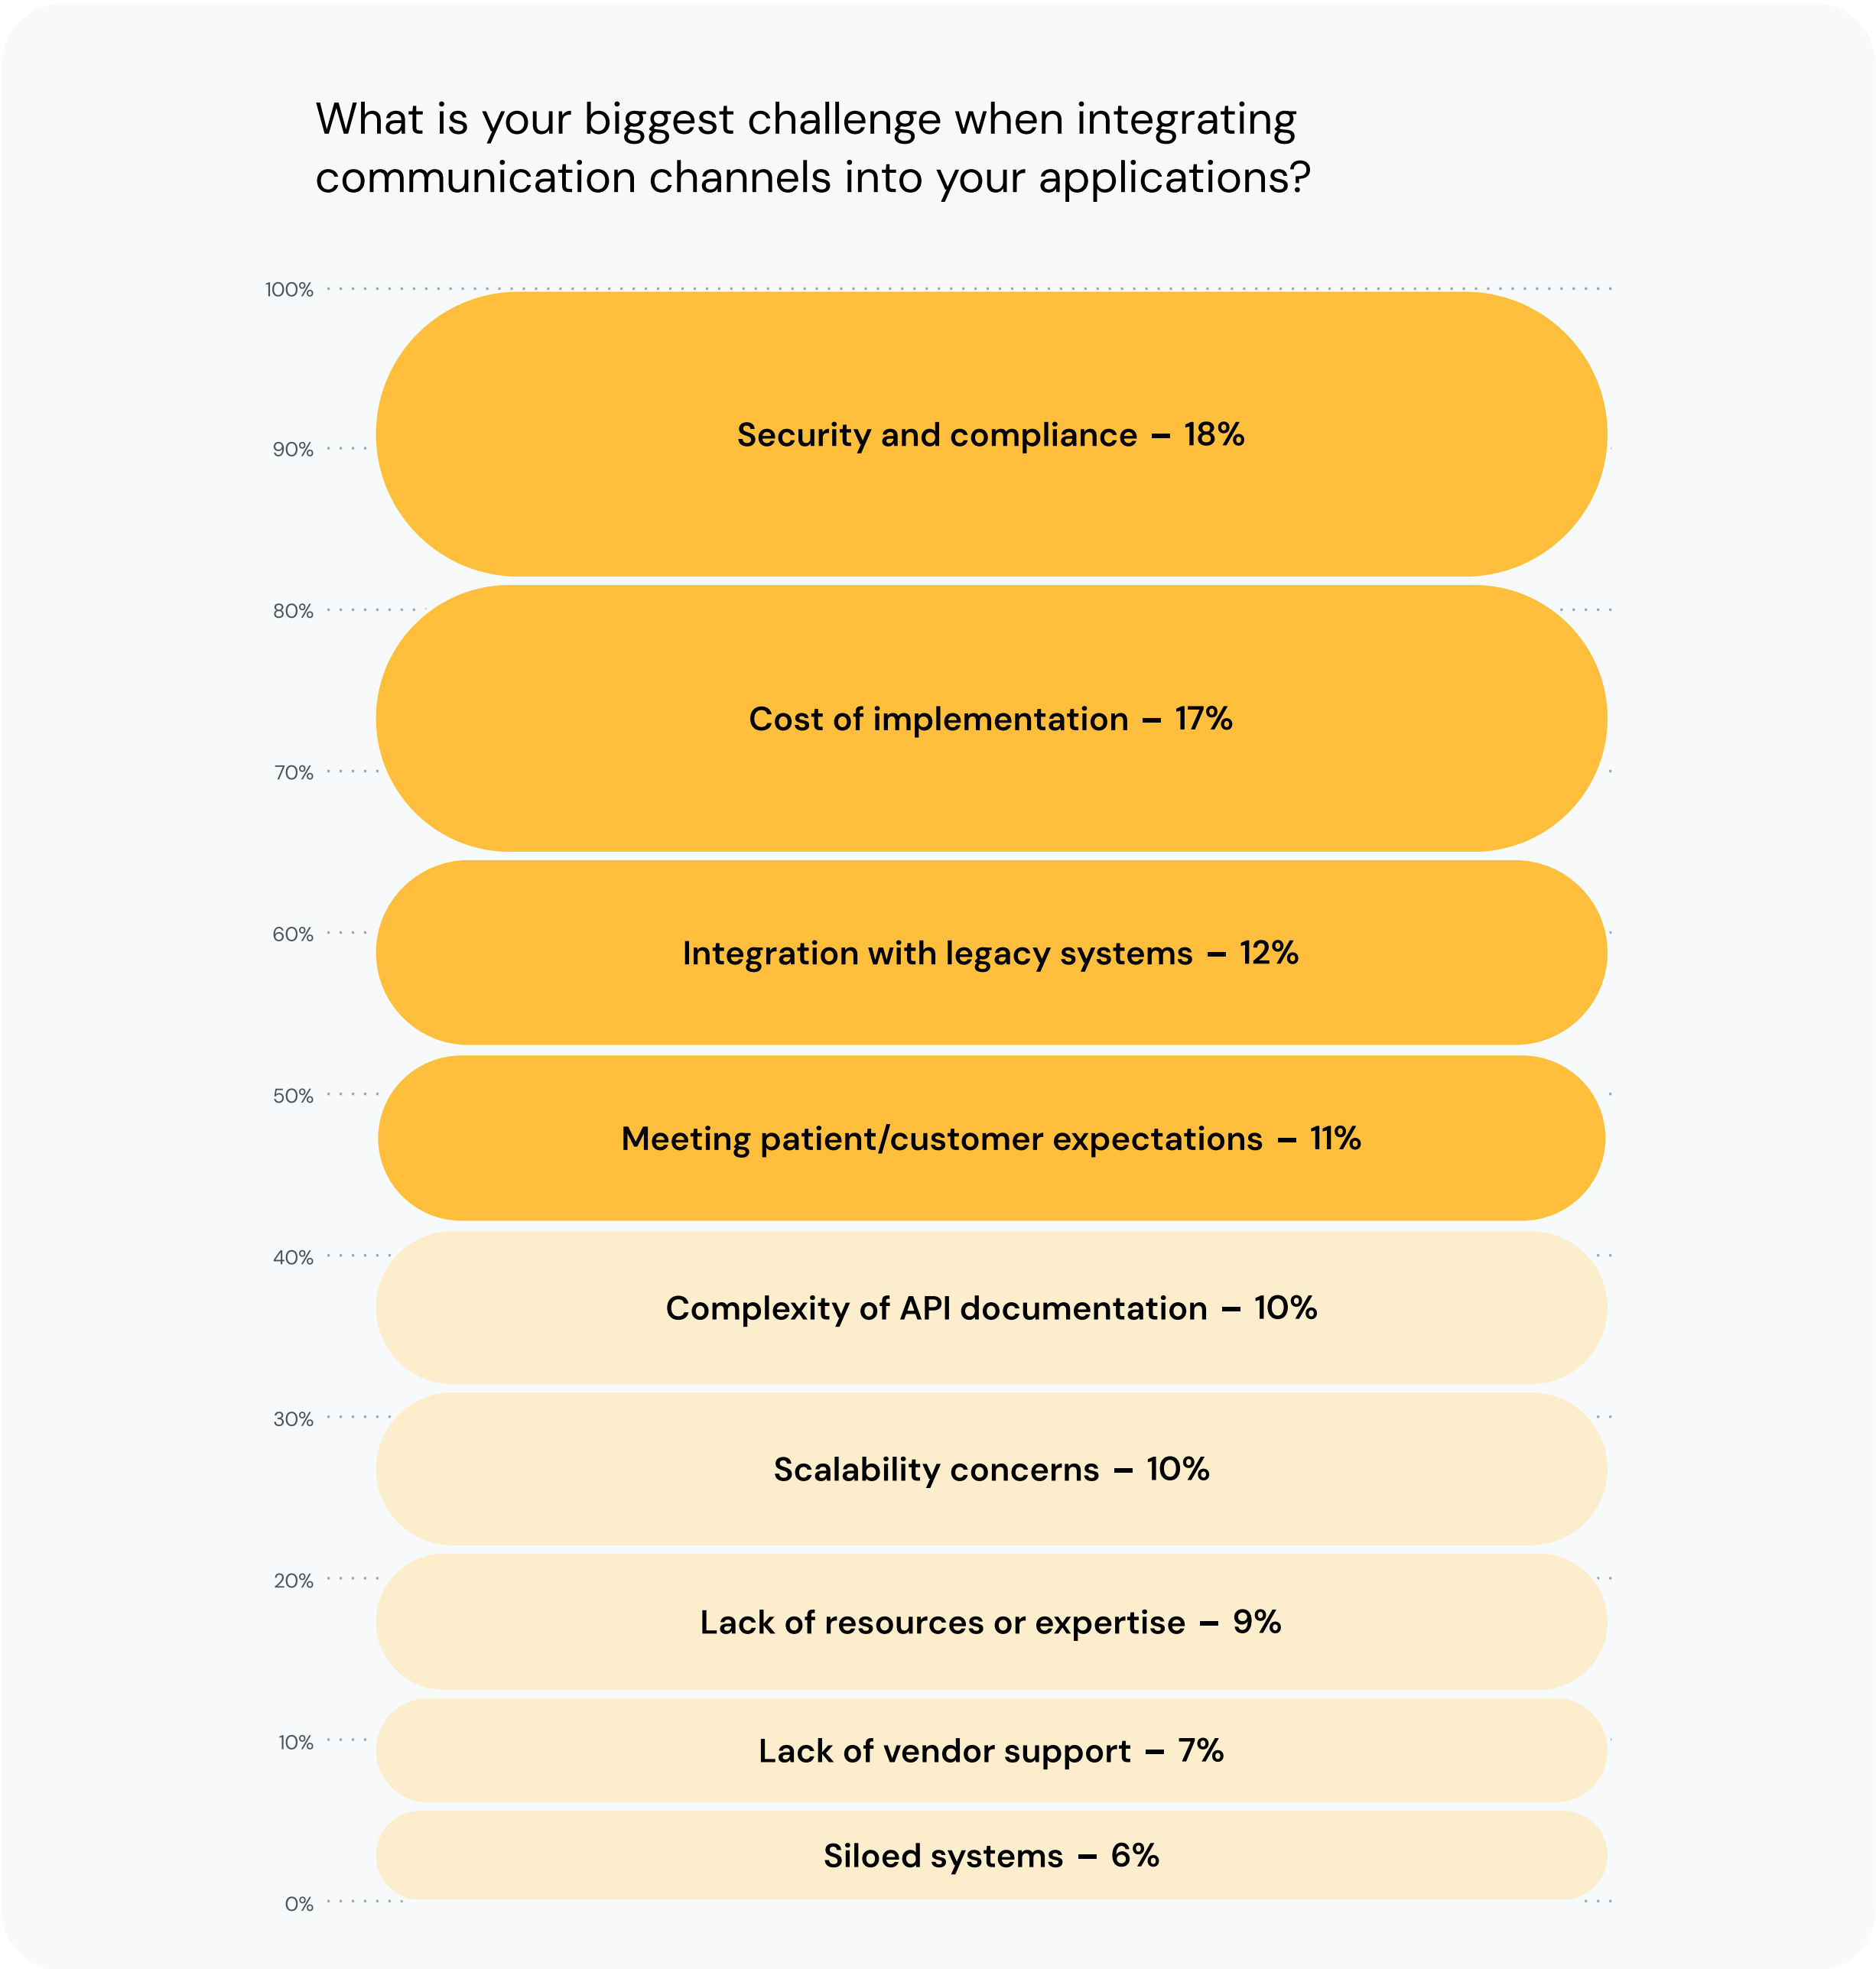 What is your biggest challenge when integrating
communication channels into your applications?
100%
Security and compliance – 18%
90%
80%
Cost of implementation – 17%
70%
60%
Integration with legacy systems – 12%
50%
Meeting patient/customer expectations – 11%
40%
Complexity of API documentation – 10%
30%
Scalability concerns – 10%
20%
Lack of resources or expertise – 9%
10%
Lack of vendor support – 7%
Siloed systems – 6%
0%